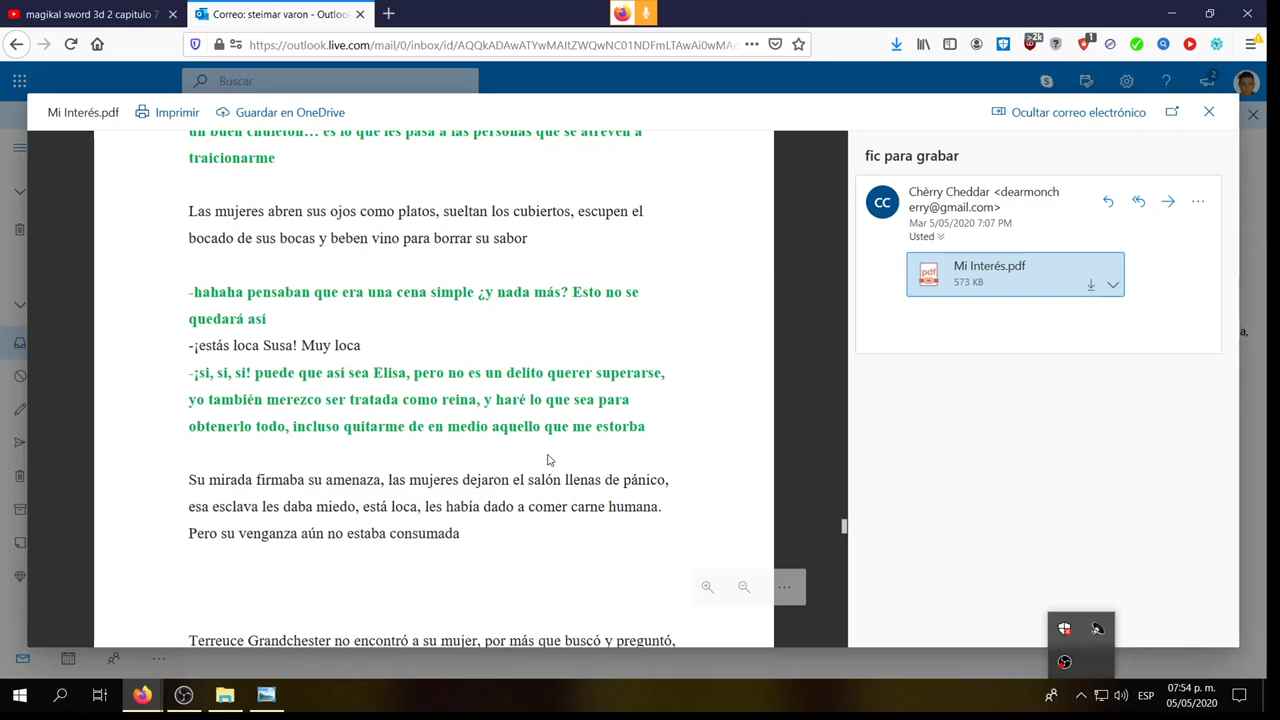 magikal sword 3d 2 capitulo 7
Correo: steimar varon - Outlook
https://outlook.live.com/mail/0/inbox/id/AQQkADAwATYwMAItZWQwNC01NDFmLTAwAi0wMAo
>2k
1
Buscar
2
Mi Interés.pdf
Imprimir
Guardar en OneDrive
Ocultar correo electrónico
un buen chuletón… es lo que les pasa a las personas que se atreven a
traicionarme
Las mujeres abren sus ojos como platos, sueltan los cubiertos, escupen el
bocado de sus bocas y beben vino para borrar su sabor
-hahaha pensaban que era una cena simple ¿y nada más? Esto no se
quedará así
-¡estás loca Susa! Muy loca
-¡si, si, si! puede que así sea Elisa, pero no es un delito querer superarse,
yo también merezco ser tratada como reina, y haré lo que sea para
obtenerlo todo, incluso quitarme de en medio aquello que me estorba
Su mirada firmaba su amenaza, las mujeres dejaron el salón llenas de pánico,
esa esclava les daba miedo, está loca, les había dado a comer carne humana.
Pero su venganza aún no estaba consumada
Terreuce Grandchester no encontró a su mujer, por más que buscó y preguntó,
fic para grabar
CC
Chèrry Cheddar <dearmonch
erry@gmail.com>
Mar 5/05/2020 7:07 PM
Usted
pdf
Mi Interés.pdf
573 KB
a,
ESP
07:54 p. m.
05/05/2020